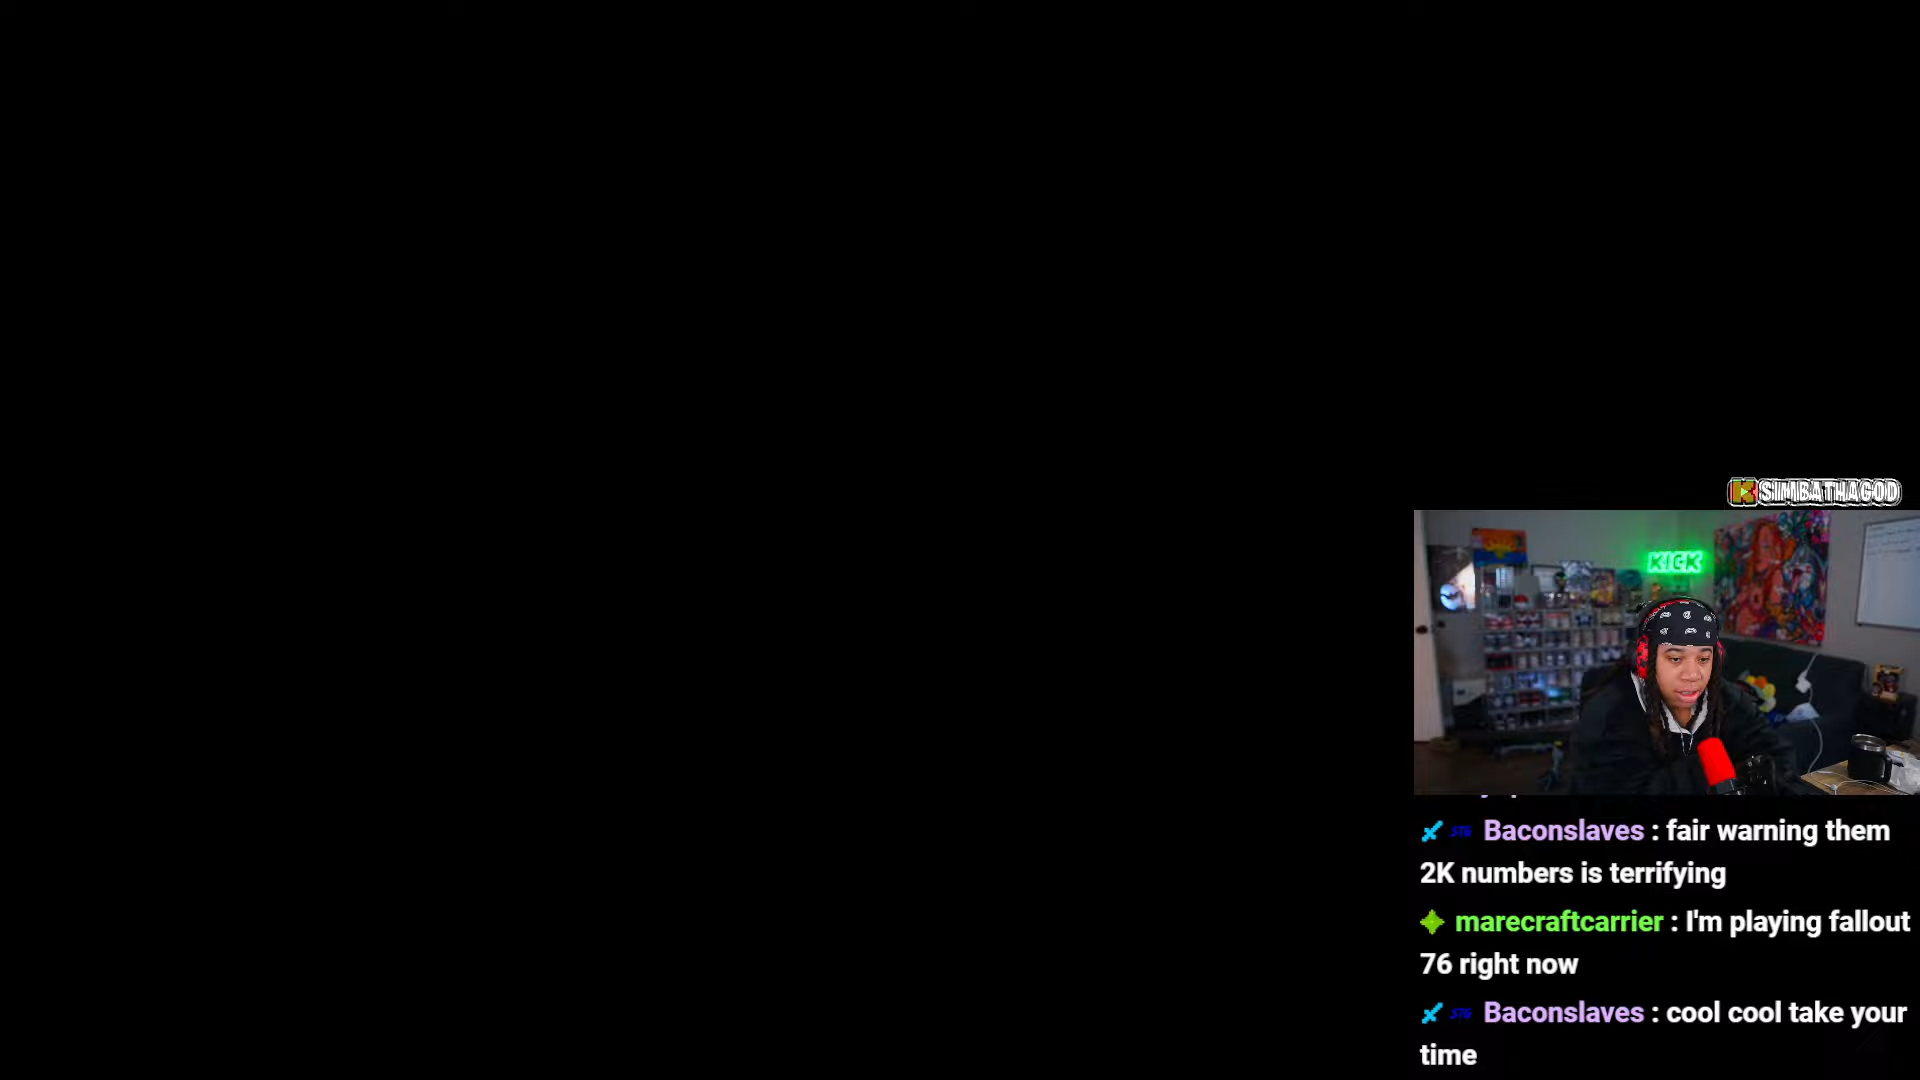 SIMBATHAGOD
KICK
Baconslaves : fair warning them
2K numbers is terrifying
marecraftcarrier : I'm playing fallout
76 right now
Baconslaves : cool cool take your
time